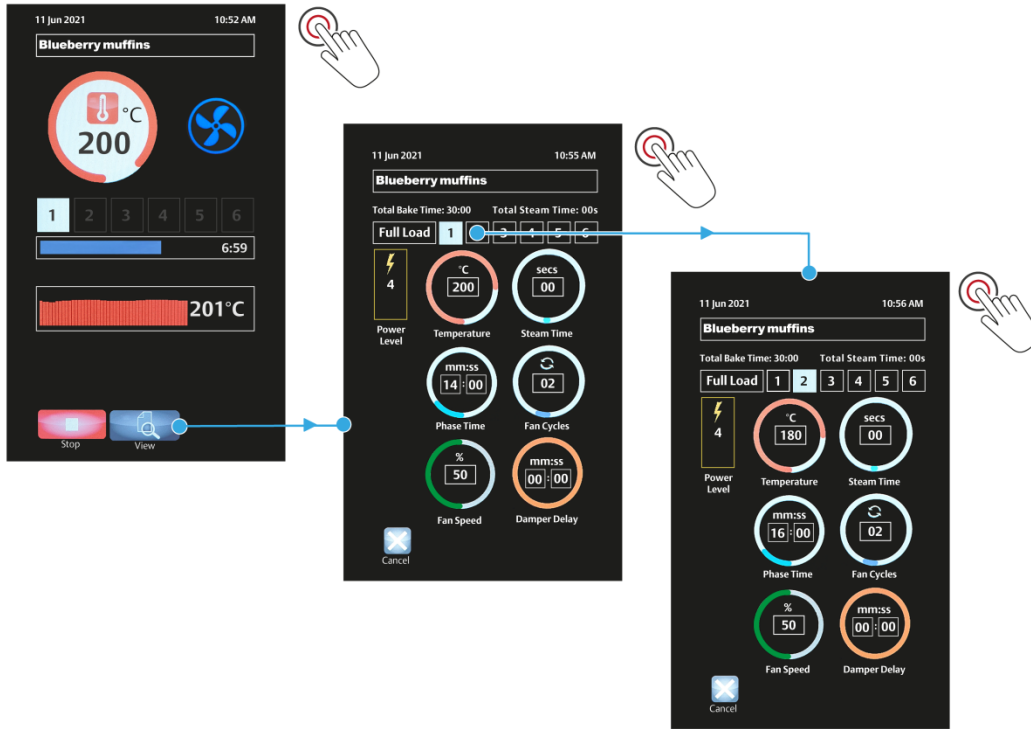 11 Jun 2021 10:52 AM
Blueberry muffins
°C
200
1 2 3 4 5 6
6:59
201°C
Stop View
11 Jun 2021 10:55 AM
Blueberry muffins
Total Bake Time: 30:00 Total Steam Time: 00s
Full Load 1 3 4 5 6
4
Power
Level
°C
200
Temperature
secs
00
Steam Time
mm:ss
14:00
Phase Time
02
Fan Cycles
%
50
Fan Speed
mm:ss
00:00
Damper Delay
Cancel
11 Jun 2021 10:56 AM
Blueberry muffins
Total Bake Time: 30:00 Total Steam Time: 00s
Full Load 1 2 3 4 5 6
4
Power
Level
°C
180
Temperature
secs
00
Steam Time
mm:ss
16:00
Phase Time
02
Fan Cycles
%
50
Fan Speed
mm:ss
00:00
Damper Delay
Cancel